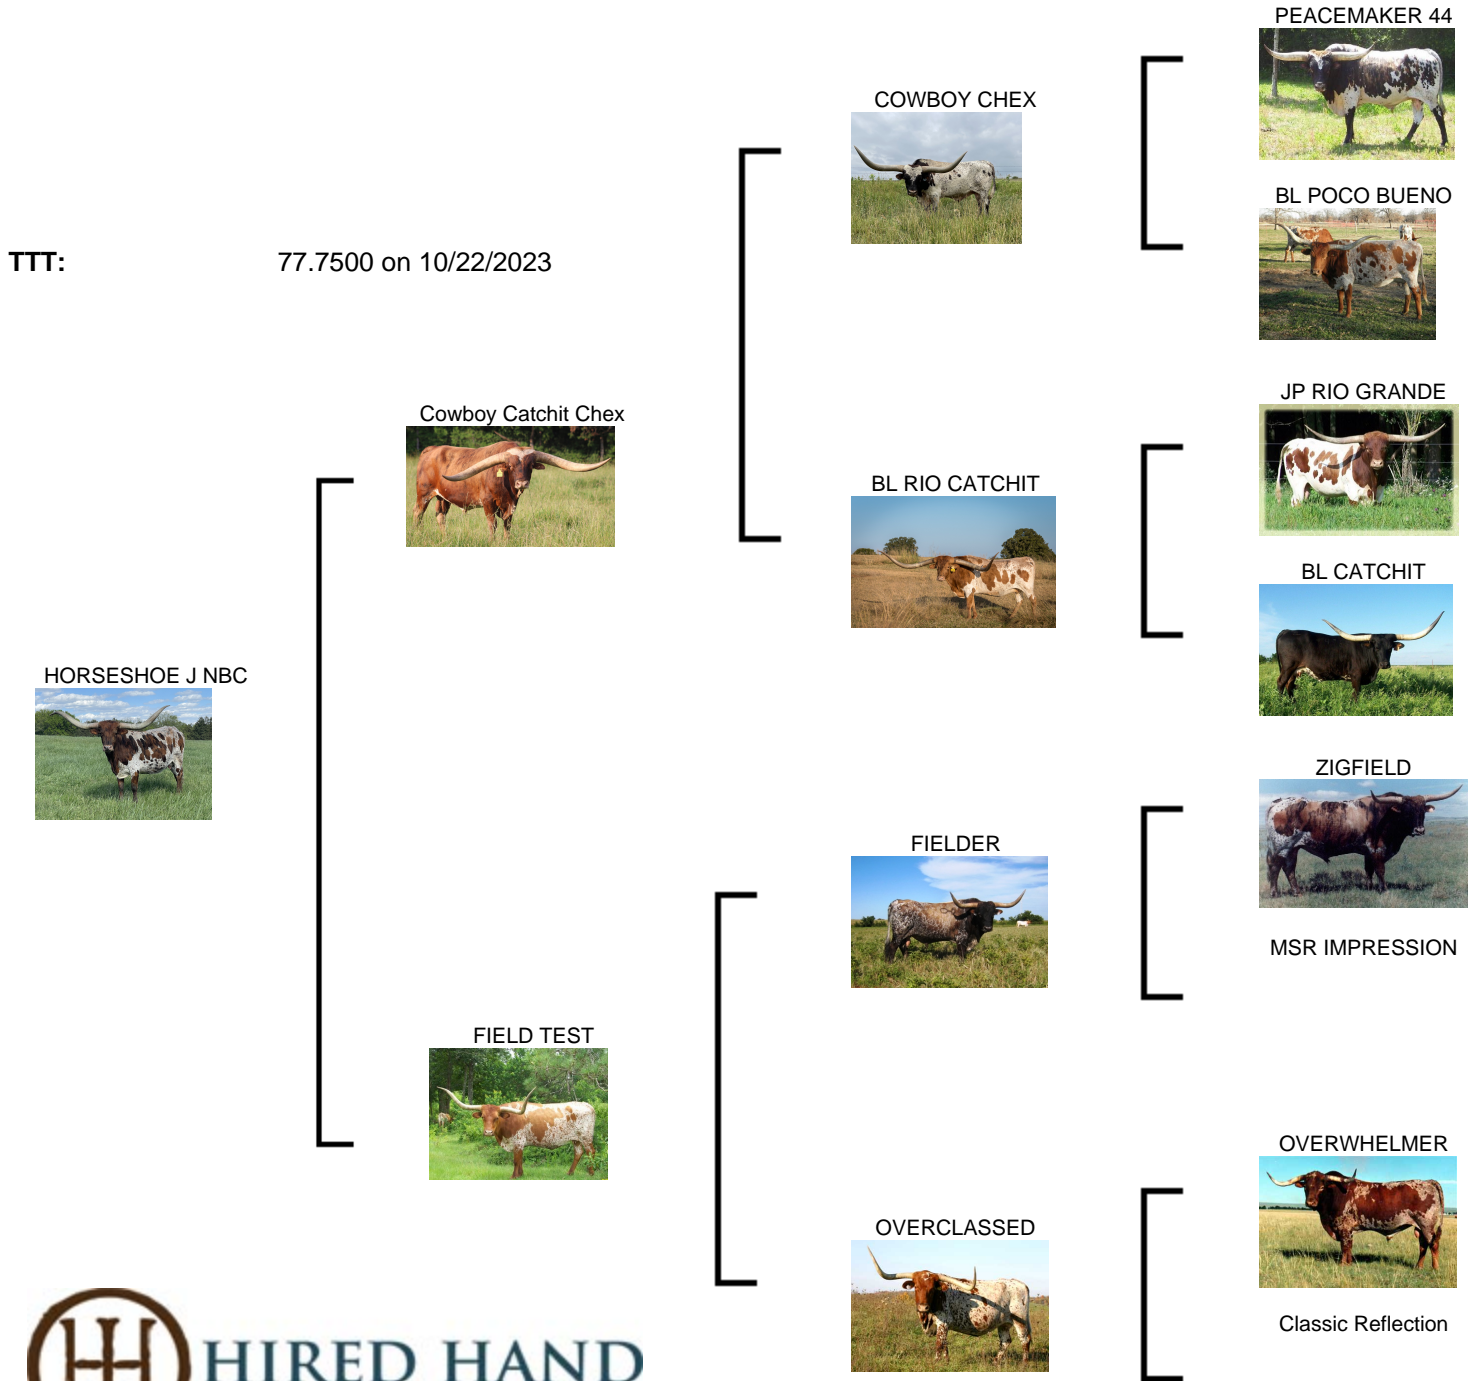 PEACEMAKER 44
COWBOY CHEX
BL POCO BUENO
TTT: 77.7500 on 10/22/2023
JP RIO GRANDE
Cowboy Catchit Chex
BL RIO CATCHIT
BL CATCHIT
HORSESHOE J NBC
ZIGFIELD
FIELDER
MSR IMPRESSION
FIELD TEST
OVERWHELMER
OVERCLASSED
Classic Reflection
HIRED HAND